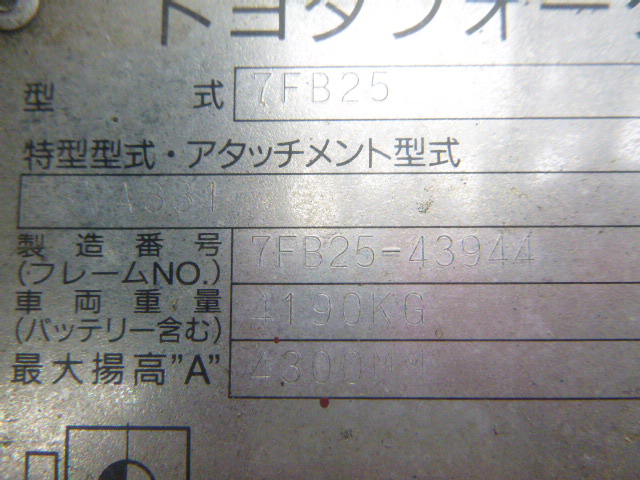 トヨタフォーク
型 式 7FB25
特型型式・アタッチメント型式
A331
製造番号 7FB25-43944
(フレームNO.)
車両重量 4190KG
(バッテリー含む)
最大揚高"A" 4300MM